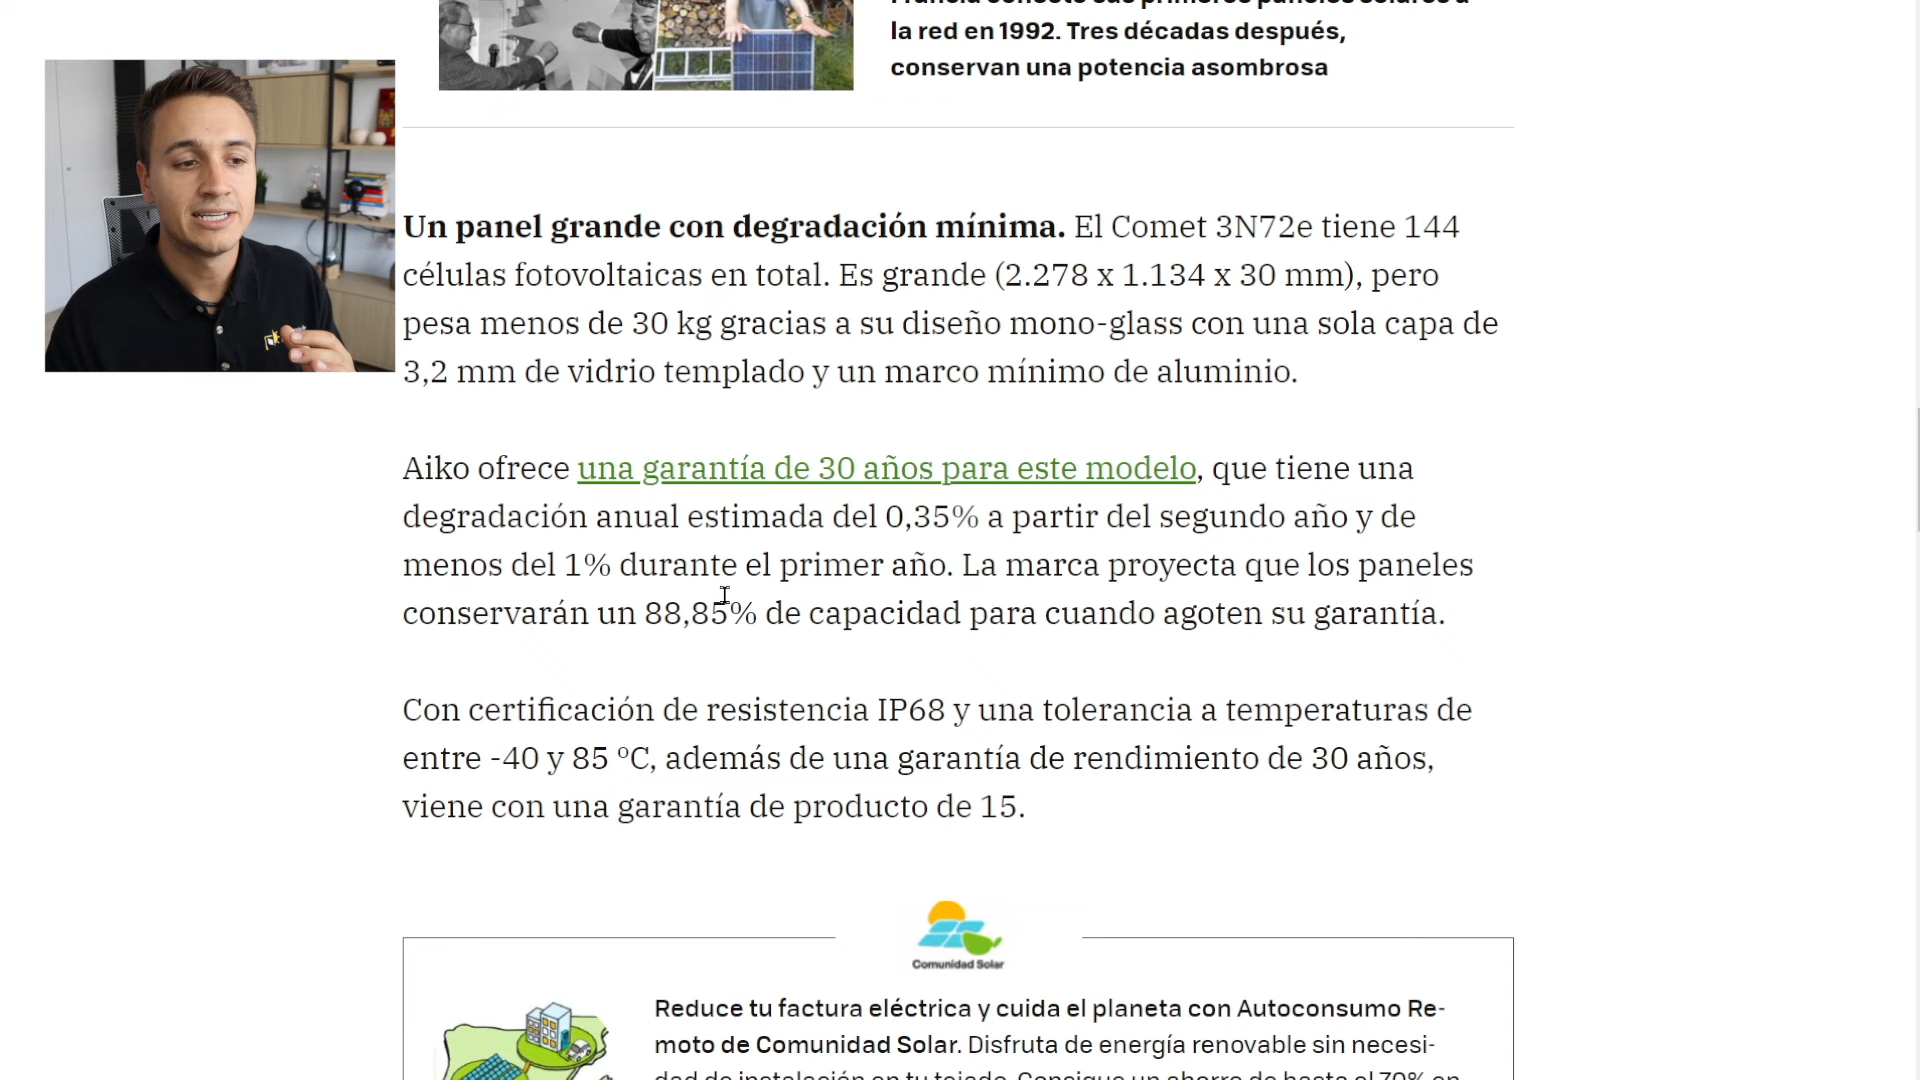 la red en 1992. Tres décadas después,
conservan una potencia asombrosa
Un panel grande con degradación mínima. El Comet 3N72e tiene 144
células fotovoltaicas en total. Es grande (2.278 x 1.134 x 30 mm), pero
pesa menos de 30 kg gracias a su diseño mono-glass con una sola capa de
3,2 mm de vidrio templado y un marco mínimo de aluminio.
Aiko ofrece una garantía de 30 años para este modelo, que tiene una
degradación anual estimada del 0,35% a partir del segundo año y de
menos del 1% durante el primer año. La marca proyecta que los paneles
conservarán un 88,85% de capacidad para cuando agoten su garantía.
Con certificación de resistencia IP68 y una tolerancia a temperaturas de
entre -40 y 85 ºC, además de una garantía de rendimiento de 30 años,
viene con una garantía de producto de 15.
Comunidad Solar
Reduce tu factura eléctrica y cuida el planeta con Autoconsumo Re-
moto de Comunidad Solar. Disfruta de energía renovable sin necesi-